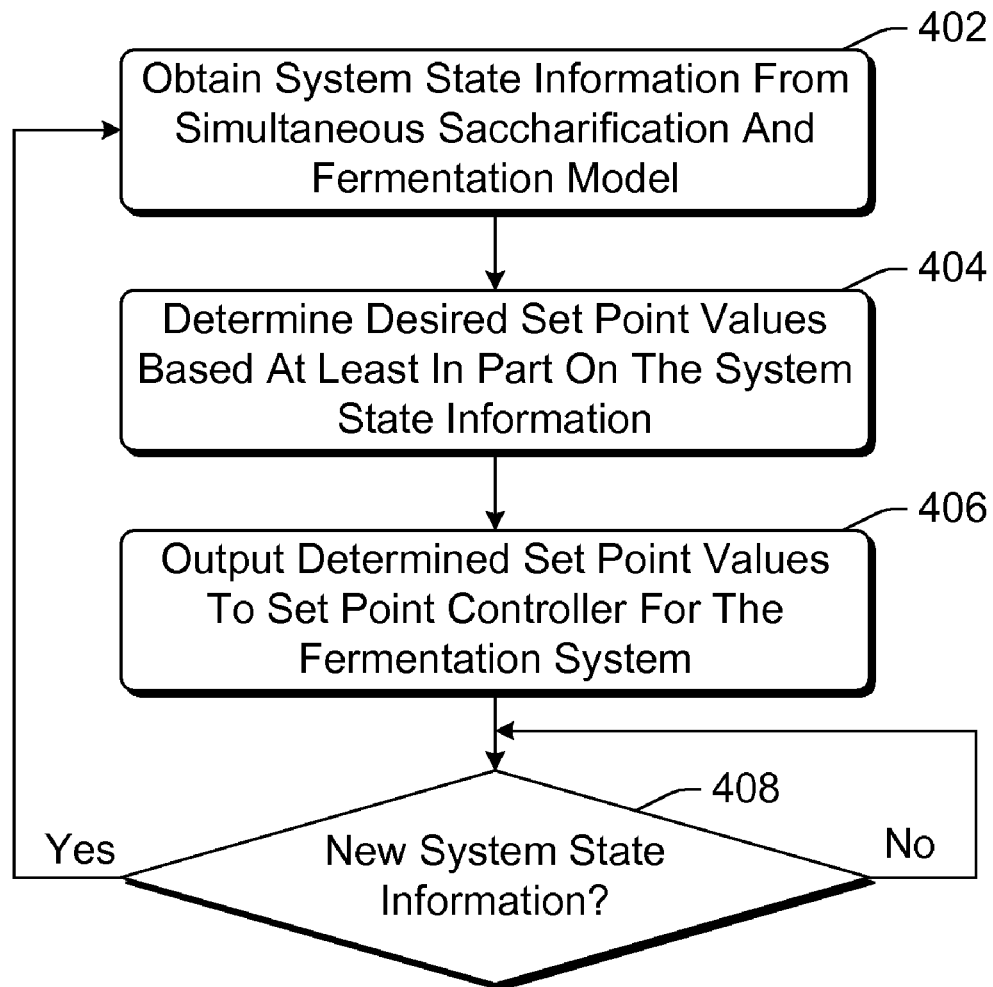 402
Obtain System State Information From
Simultaneous Saccharification And
Fermentation Model
404
Determine Desired Set Point Values
Based At Least In Part On The System
State Information
406
Output Determined Set Point Values
To Set Point Controller For The
Fermentation System
408
Yes
New System State
Information?
No